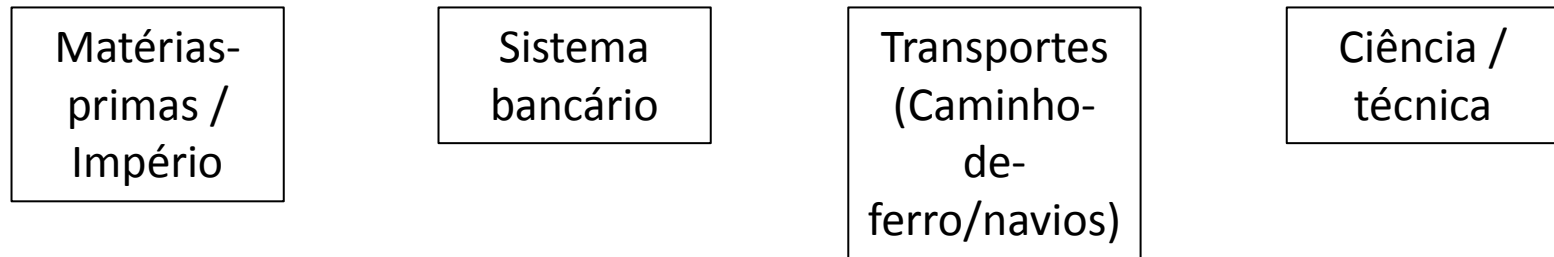 Matérias-
primas /
Império
Sistema
bancário
Transportes
(Caminho-
de-
ferro/navios)
Ciência /
técnica